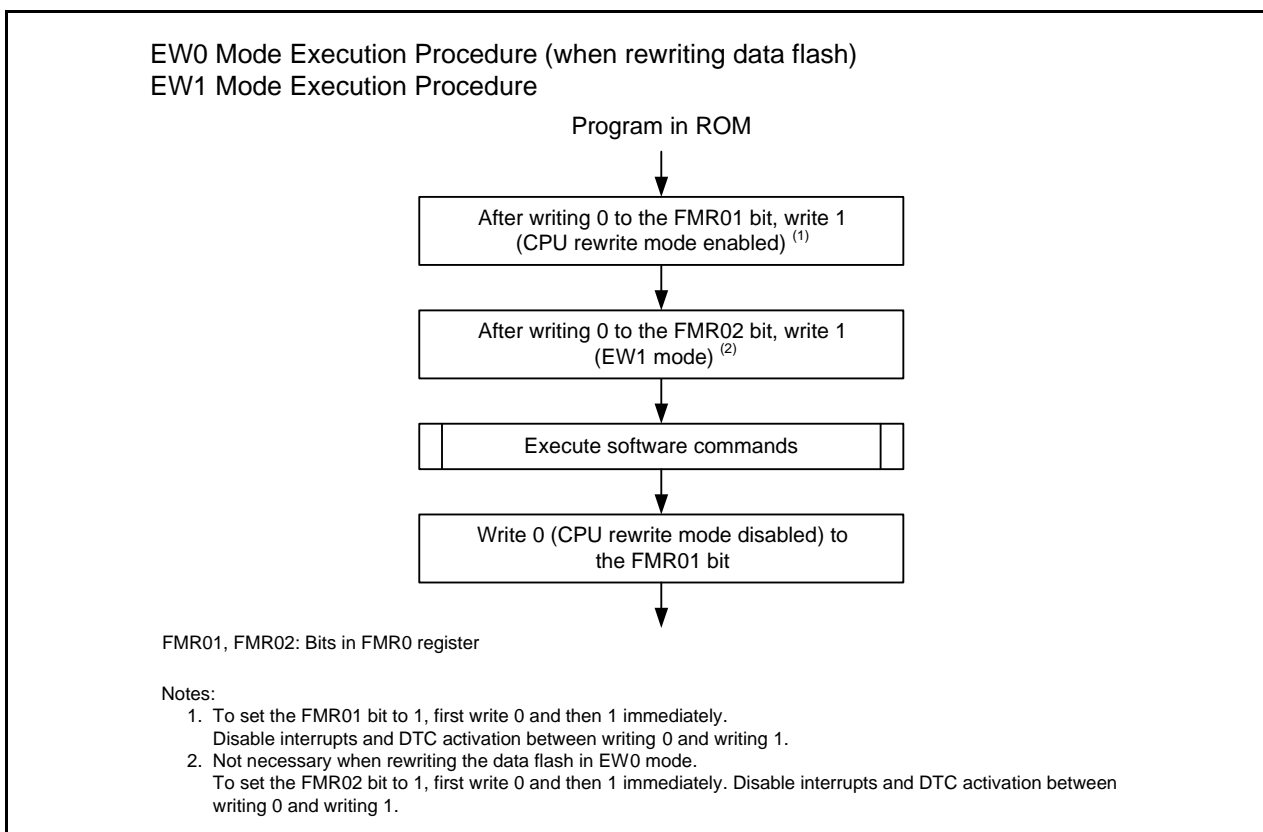 EW0 Mode Execution Procedure (when rewriting data flash)
EW1 Mode Execution Procedure
Program in ROM
After writing 0 to the FMR01 bit, write 1
(CPU rewrite mode enabled) (1)
After writing 0 to the FMR02 bit, write 1
(EW1 mode) (2)
Execute software commands
Write 0 (CPU rewrite mode disabled) to
the FMR01 bit
FMR01, FMR02: Bits in FMR0 register
Notes:
1. To set the FMR01 bit to 1, first write 0 and then 1 immediately.
Disable interrupts and DTC activation between writing 0 and writing 1.
2. Not necessary when rewriting the data flash in EW0 mode.
To set the FMR02 bit to 1, first write 0 and then 1 immediately. Disable interrupts and DTC activation between
writing 0 and writing 1.